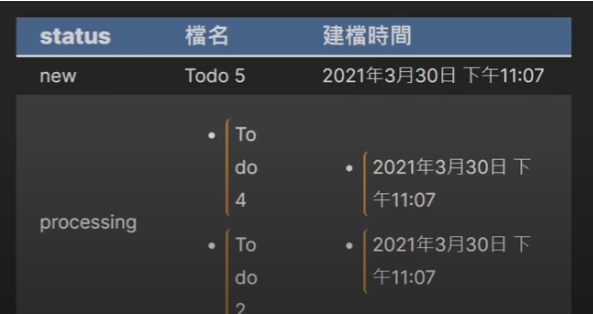 status 檔名 建檔時間
new Todo 5 2021年3月30日 下午11:07
processing
• To
do
4
• 2021年3月30日 下
午11:07
• To
do
2
• 2021年3月30日 下
午11:07